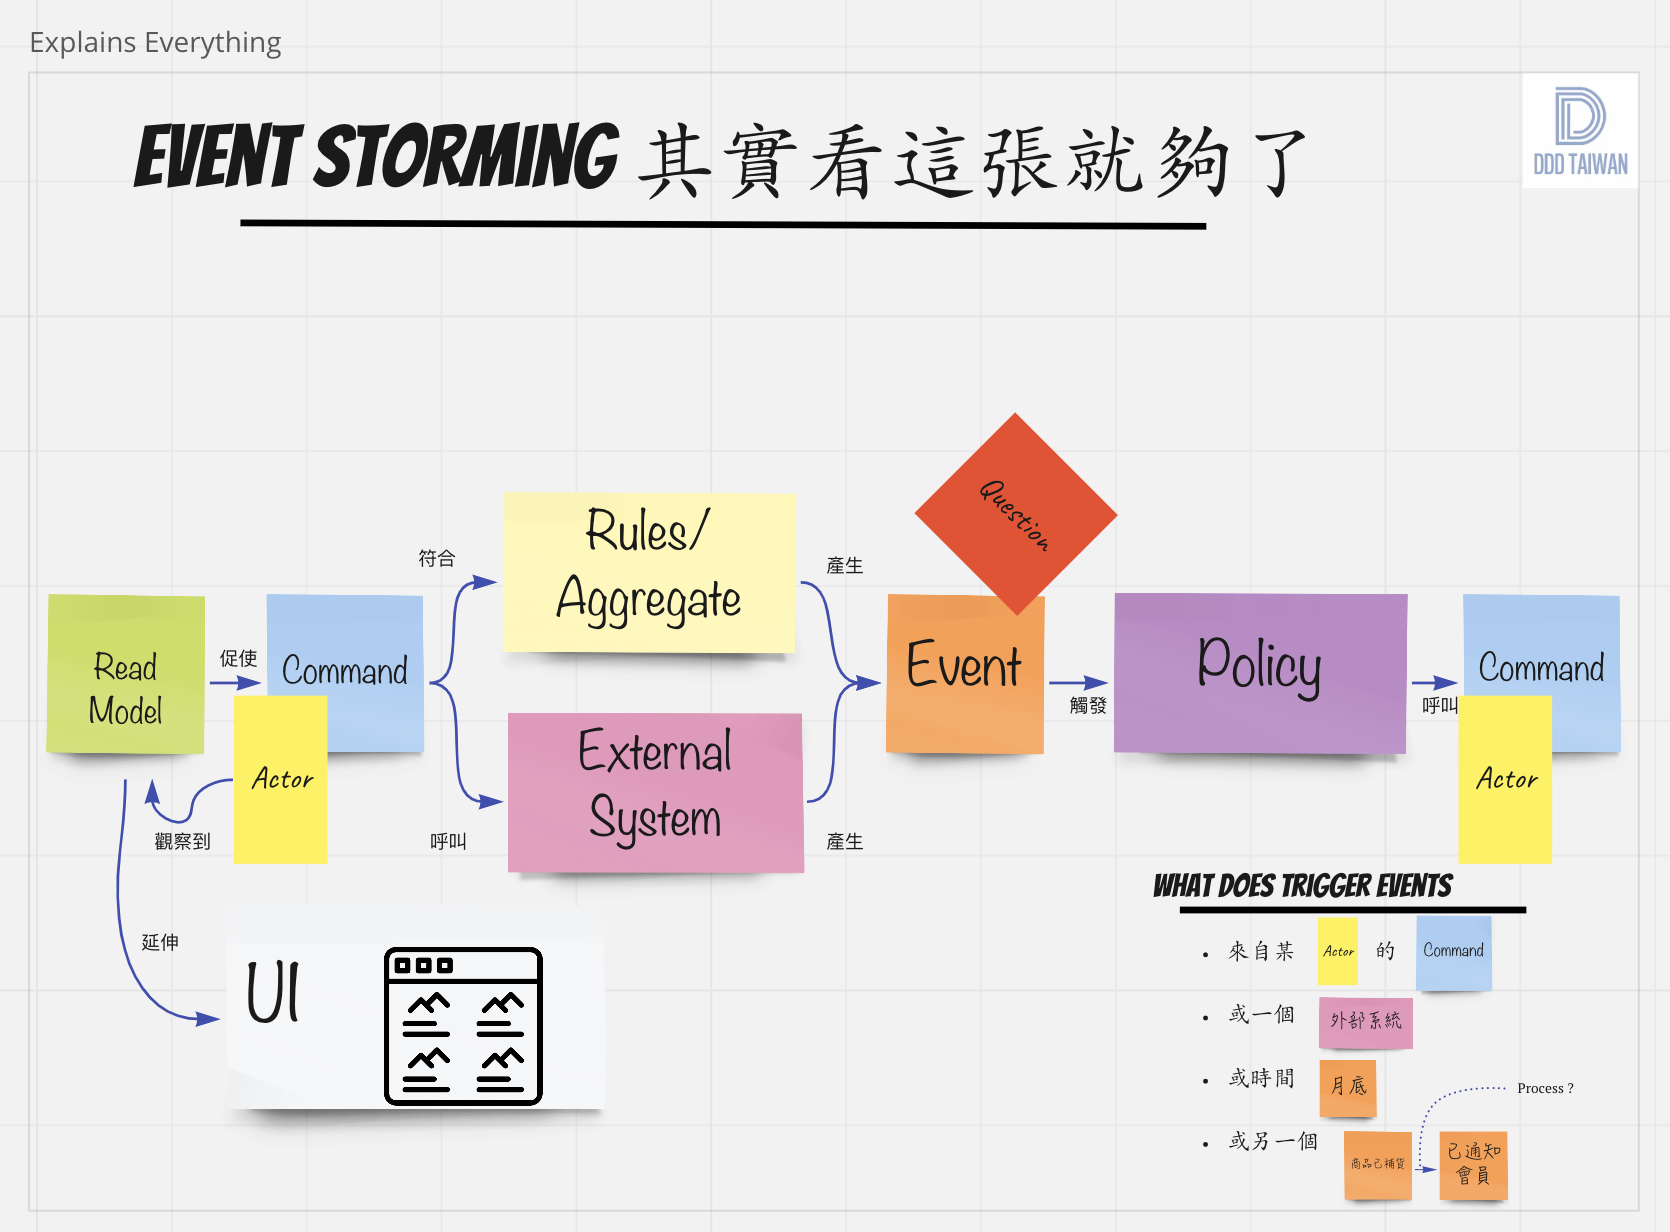 Explains Everything
EVENT STORMING 其實看這張就夠了
DDD TAIWAN
Question
Rules/
Aggregate
符合
產生
Read
Model
促使
Command
Actor
觀察到
External
System
呼叫
產生
Event
觸發
Policy
呼叫
Command
Actor
延伸
UI
WHAT DOES TRIGGER EVENTS
• 來自某 Actor 的 Command
• 或一個 外部系統
• 或時間 月底
Process ?
• 或另一個 商品已補貨
已通知
會員